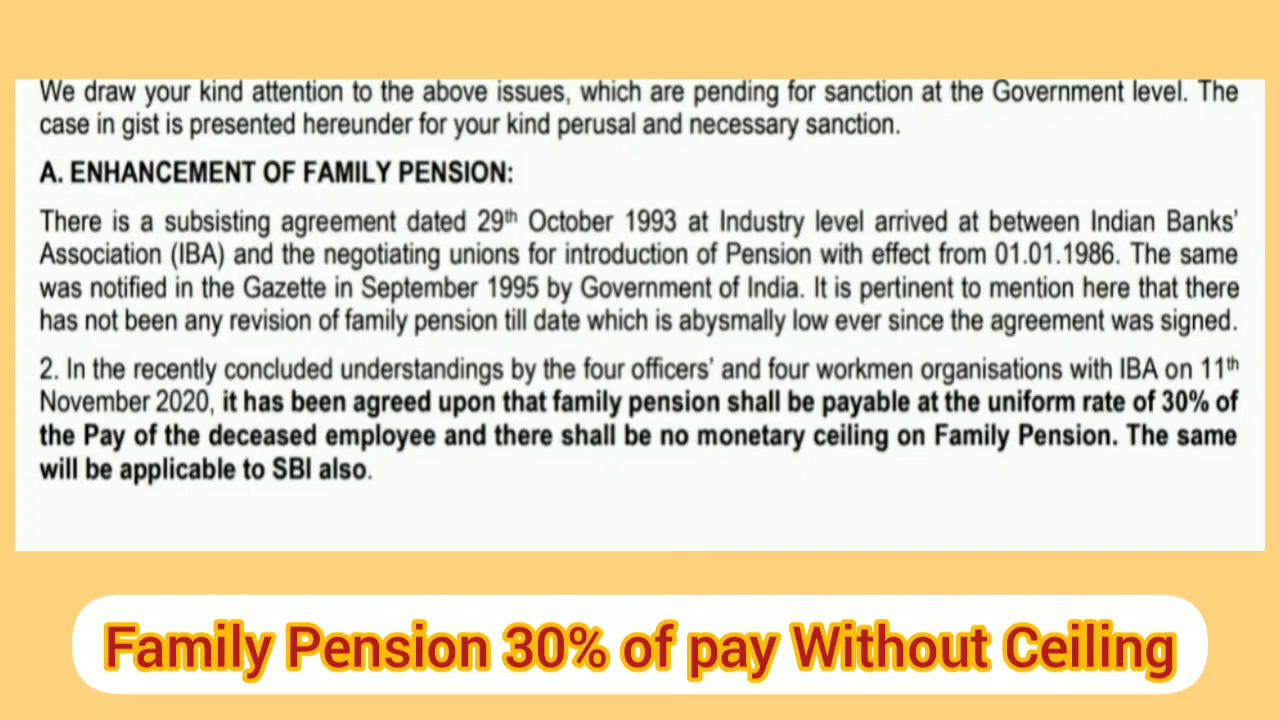 We draw your kind attention to the above issues, which are pending for sanction at the Government level. The
case in gist is presented hereunder for your kind perusal and necessary sanction.
A. ENHANCEMENT OF FAMILY PENSION:
There is a subsisting agreement dated 29th October 1993 at Industry level arrived at between Indian Banks'
Association (IBA) and the negotiating unions for introduction of Pension with effect from 01.01.1986. The same
was notified in the Gazette in September 1995 by Government of India. It is pertinent to mention here that there
has not been any revision of family pension till date which is abysmally low ever since the agreement was signed.
2. In the recently concluded understandings by the four officers' and four workmen organisations with IBA on 11th
November 2020, it has been agreed upon that family pension shall be payable at the uniform rate of 30% of
the Pay of the deceased employee and there shall be no monetary ceiling on Family Pension. The same
will be applicable to SBI also.
Family Pension 30% of pay Without Ceiling